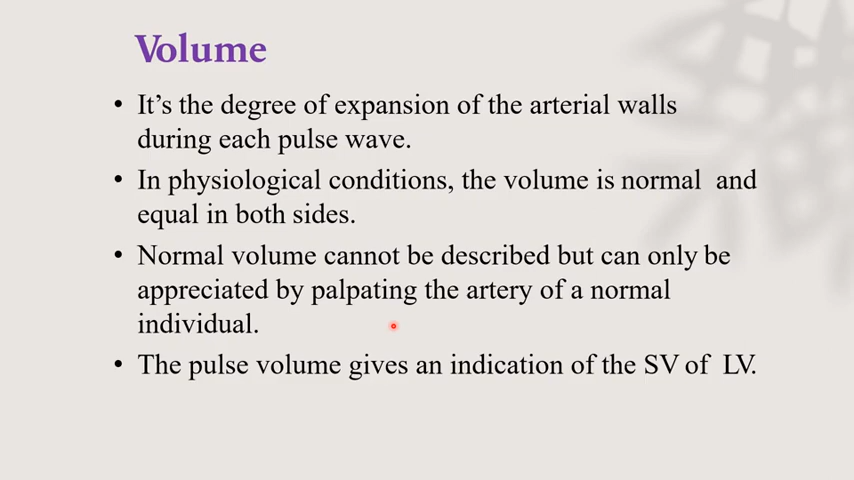 Volume
• It's the degree of expansion of the arterial walls
during each pulse wave.
• In physiological conditions, the volume is normal and
equal in both sides.
• Normal volume cannot be described but can only be
appreciated by palpating the artery of a normal
individual.
• The pulse volume gives an indication of the SV of LV.